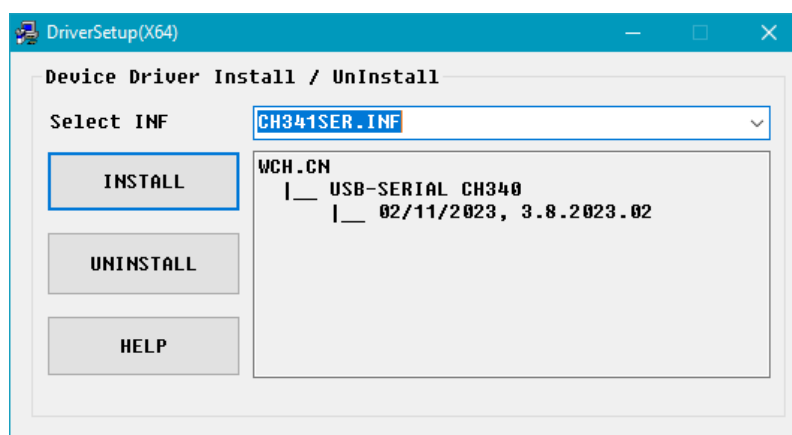 DriverSetup(X64)
Device Driver Install / UnInstall
Select INF
CH341SER.INF
INSTALL
WCH.CN
|__ USB-SERIAL CH340
|__ 02/11/2023, 3.8.2023.02
UNINSTALL
HELP